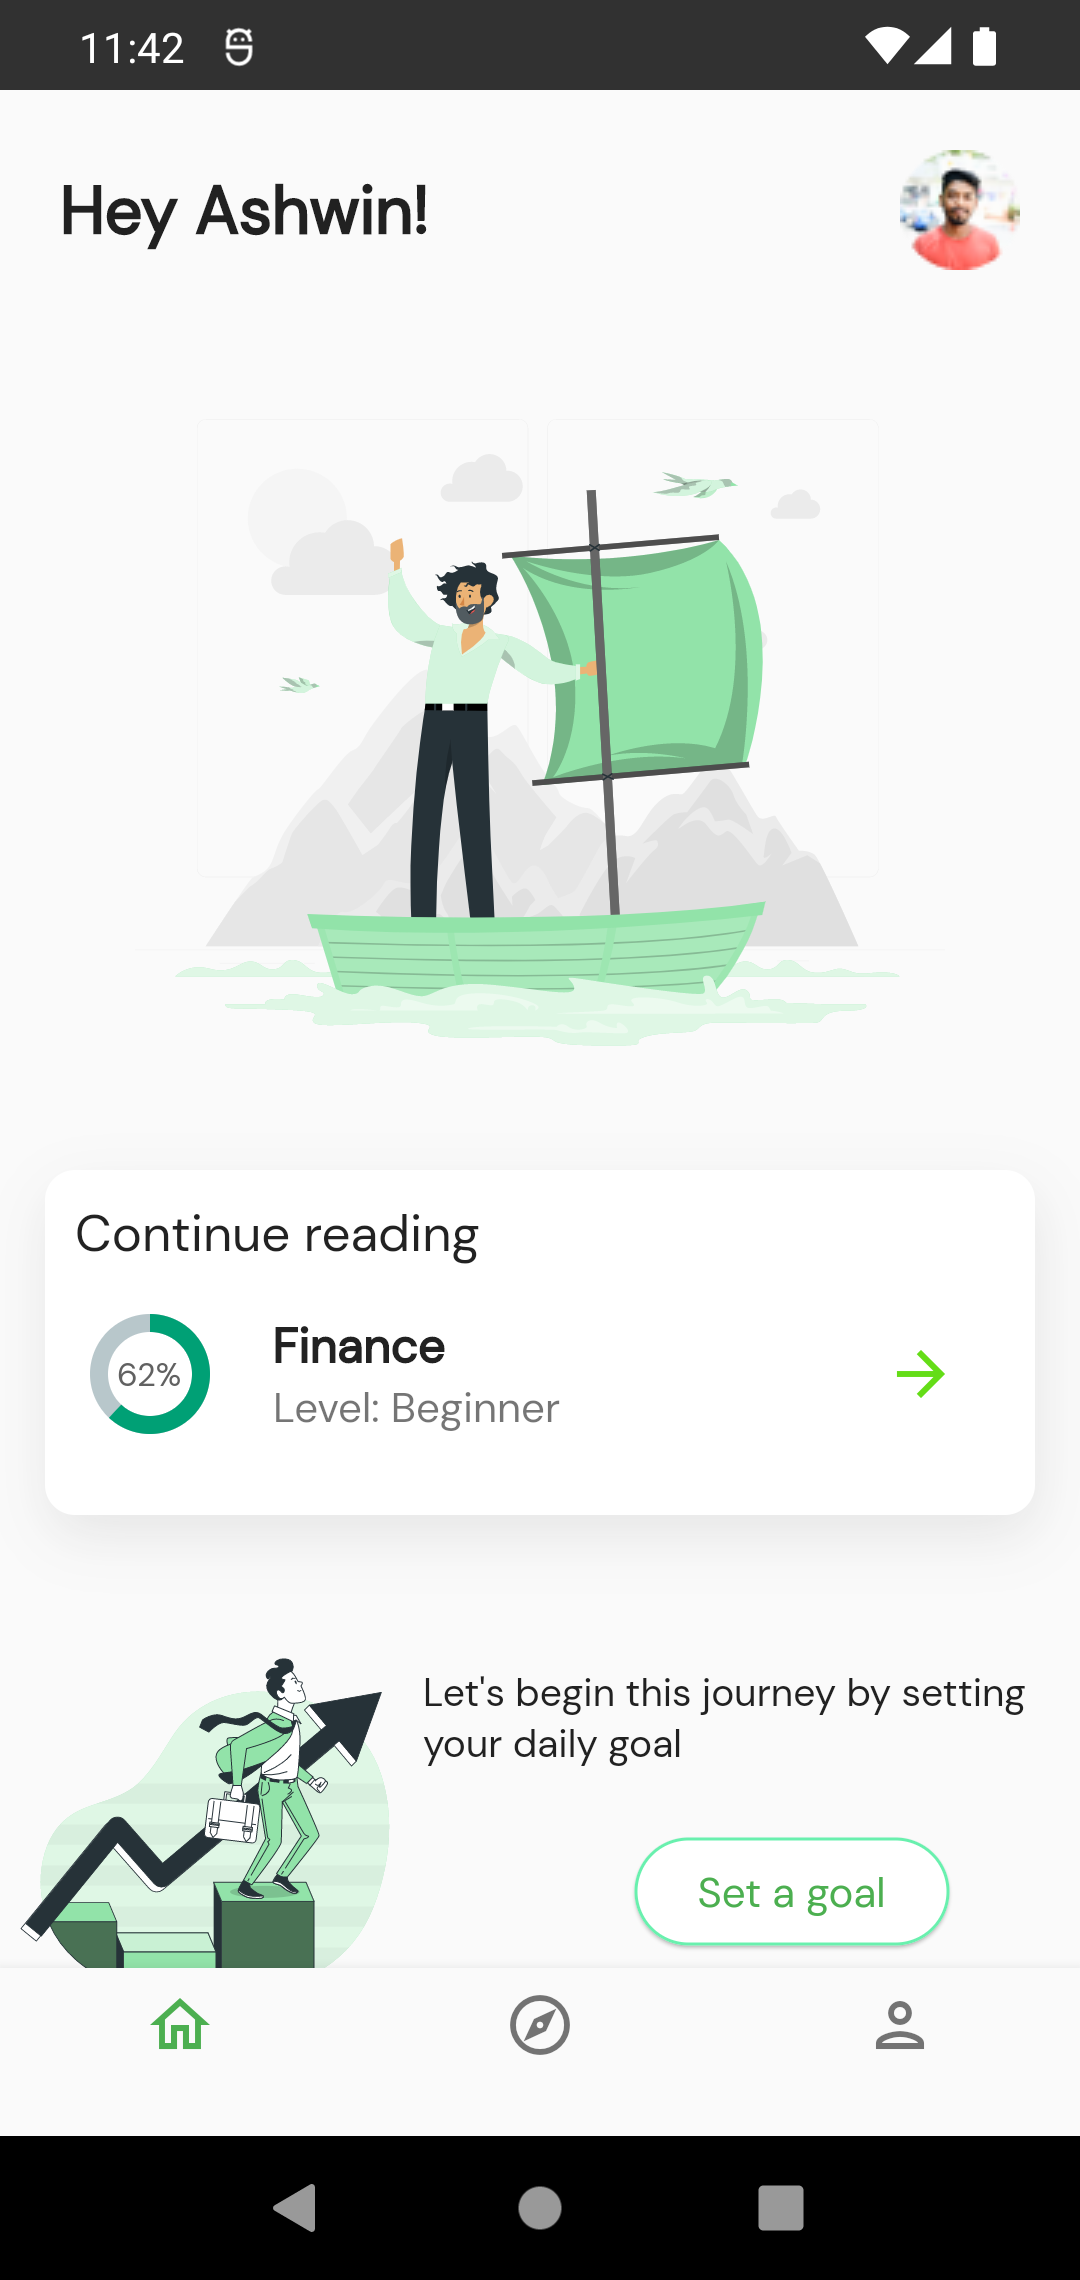 11:42
Hey Ashwin!
Continue reading
62%
Finance
Level: Beginner
Let's begin this journey by setting
your daily goal
Set a goal